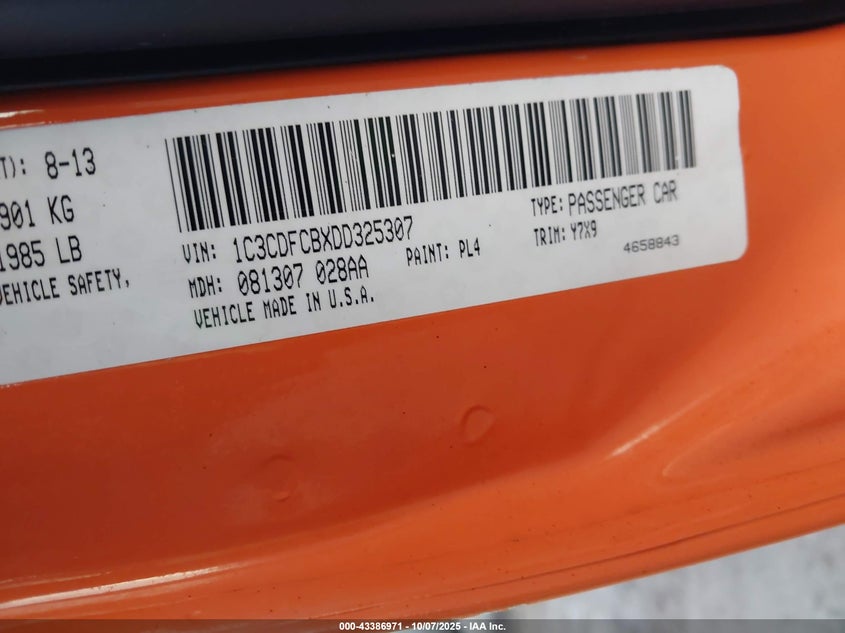 T): 8-13
901 KG
1985 LB
VEHICLE SAFETY,
VIN: 1C3CDFCBXDD325307
TYPE: PASSENGER CAR
MDH: 081307 028AA
PAINT: PL4
TRIM: Y7X9
VEHICLE MADE IN U.S.A.
4658843
000-43386971 | 10/07/2025 - IAA Inc.